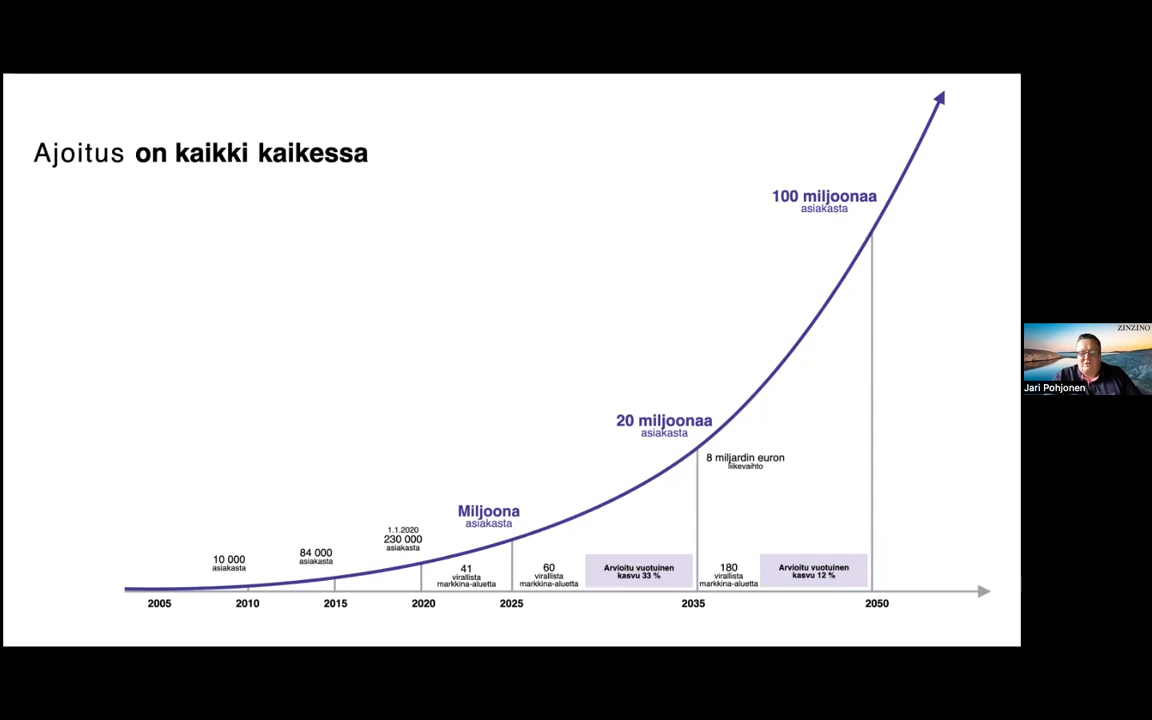 Ajoitus on kaikki kaikessa
100 miljoonaa
asiakasta
20 miljoonaa
asiakasta
8 miljardin euron
liikevaihto
Miljoona
asiakasta
1.1.2020
230 000
asiakasta
84 000
asiakasta
10 000
asiakasta
41
virallista
markkina-aluetta
60
virallista
markkina-aluetta
Arvioitu vuotuinen
kasvu 33 %
180
virallista
markkina-aluetta
Arvioitu vuotuinen
kasvu 12 %
2005 2010 2015 2020 2025 2035 2050
ZINZINO
Jari Pohjonen